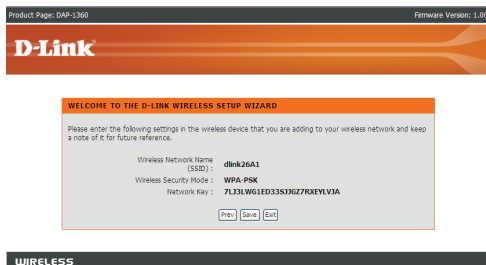 Product Page: DAP-1360 Firmware Version: 1.00
D-Link
WELCOME TO THE D-LINK WIRELESS SETUP WIZARD
Please enter the following settings in the wireless device that you are adding to your wireless network and keep
a note of it for future reference.
Wireless Network Name
(SSID) : dlink26A1
Wireless Security Mode : WPA-PSK
Network Key : 7LJ3LWG1ED33SJJGZ7RXEYLVJA
Prev Save Exit
WIRELESS